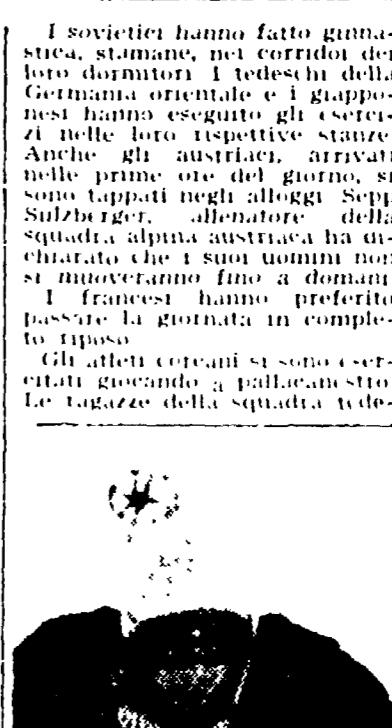 I sovietici hanno fatto ginna-
stica, stamane, nei corridoi dei
loro dormitori I tedeschi della
Germania orientale e i giappo-
nesi hanno eseguito gli eserci-
zi nelle loro rispettive stanze
Anche gli austriaci, arrivati
nelle prime ore del giorno, si
sono tappati negli alloggi Sepp
Sulzberger, allenatore della
squadra alpina austriaca ha di-
chiarato che i suoi uomini non
si muoveranno fino a domani
I francesi hanno preferito
passare la giornata in comple-
to riposo
Gli atleti coreani si sono eser-
citati giocando a pallacanestro
Le ragazze della squadra tede-